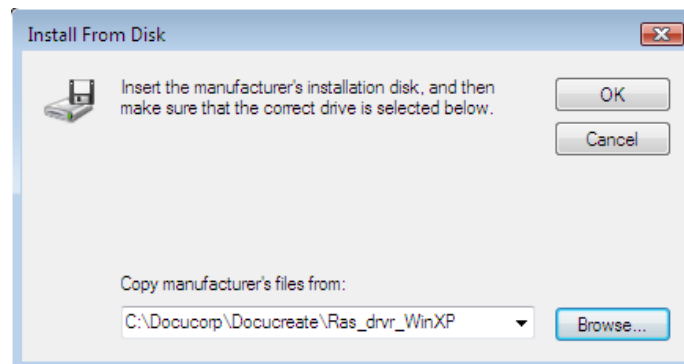 Install From Disk
Insert the manufacturer's installation disk, and then
make sure that the correct drive is selected below.
OK
Cancel
Copy manufacturer's files from:
C:\Docucorp\Docucreate\Ras_drvr_WinXP
Browse...